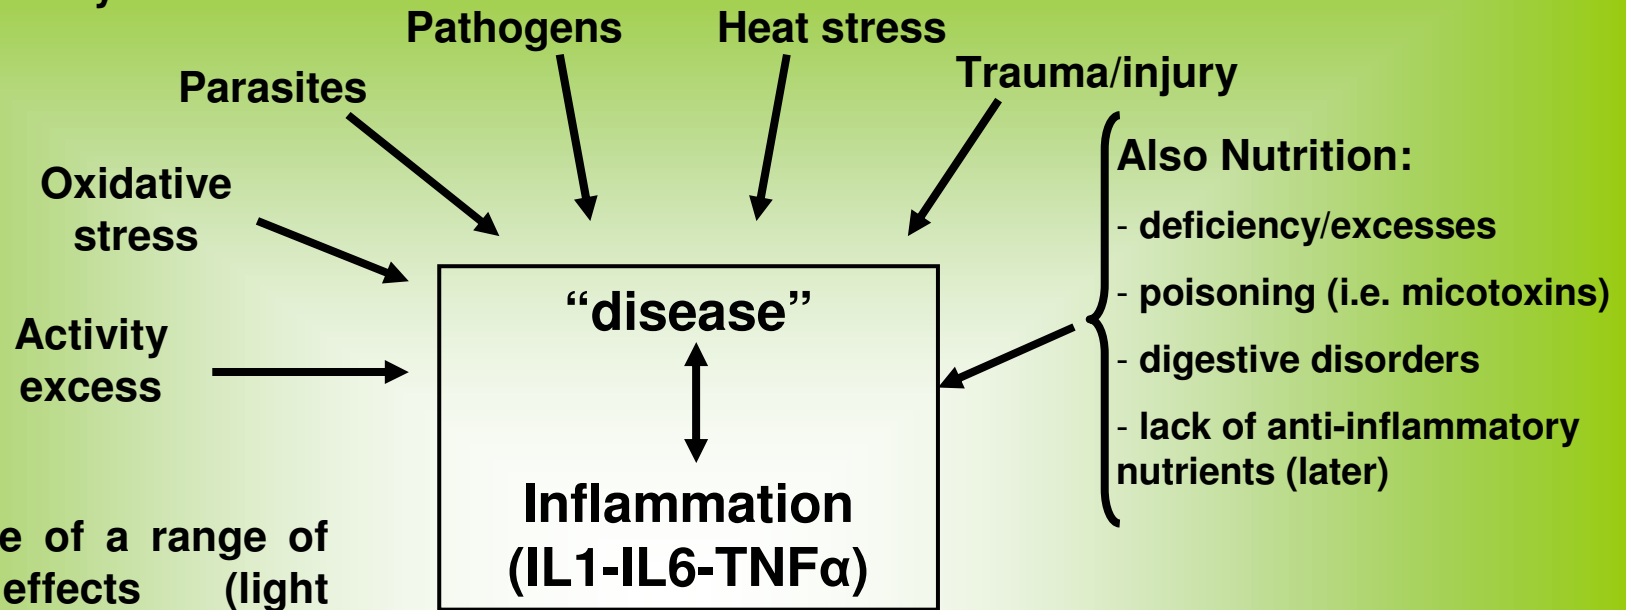 Pathogens
Heat stress
Trauma/injury
Parasites
Oxidative
stress
Activity
excess
Also Nutrition:
- deficiency/excesses
- poisoning (i.e. micotoxins)
- digestive disorders
- lack of anti-inflammatory
nutrients (later)
“disease”
Inflammation
(IL1-IL6-TNFα)
e of a range of
effects (light